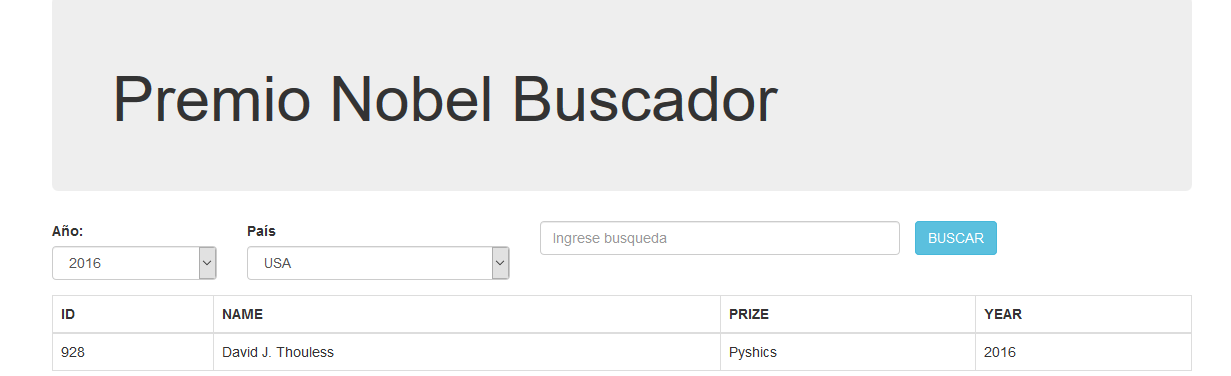 Premio Nobel Buscador
Año: País
2016 USA Ingrese busqueda BUSCAR
ID NAME PRIZE YEAR
928 David J. Thouless Pyshics 2016